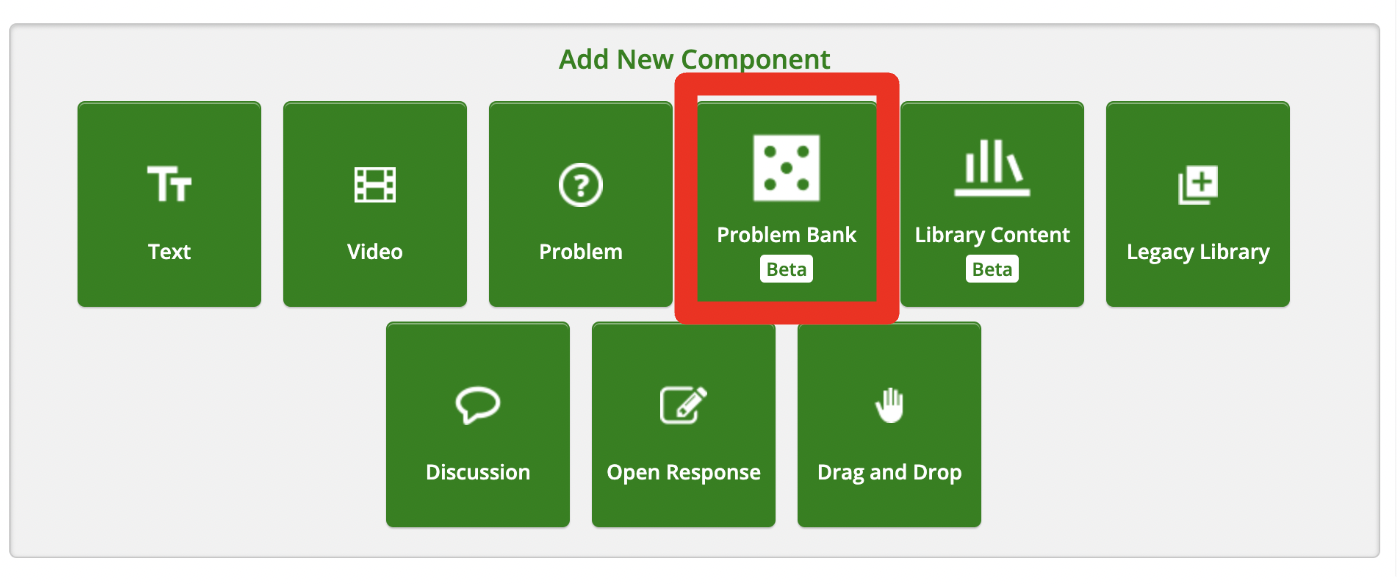 Add New Component
Text
Video
Problem
Problem Bank
Beta
Library Content
Beta
Legacy Library
Discussion
Open Response
Drag and Drop